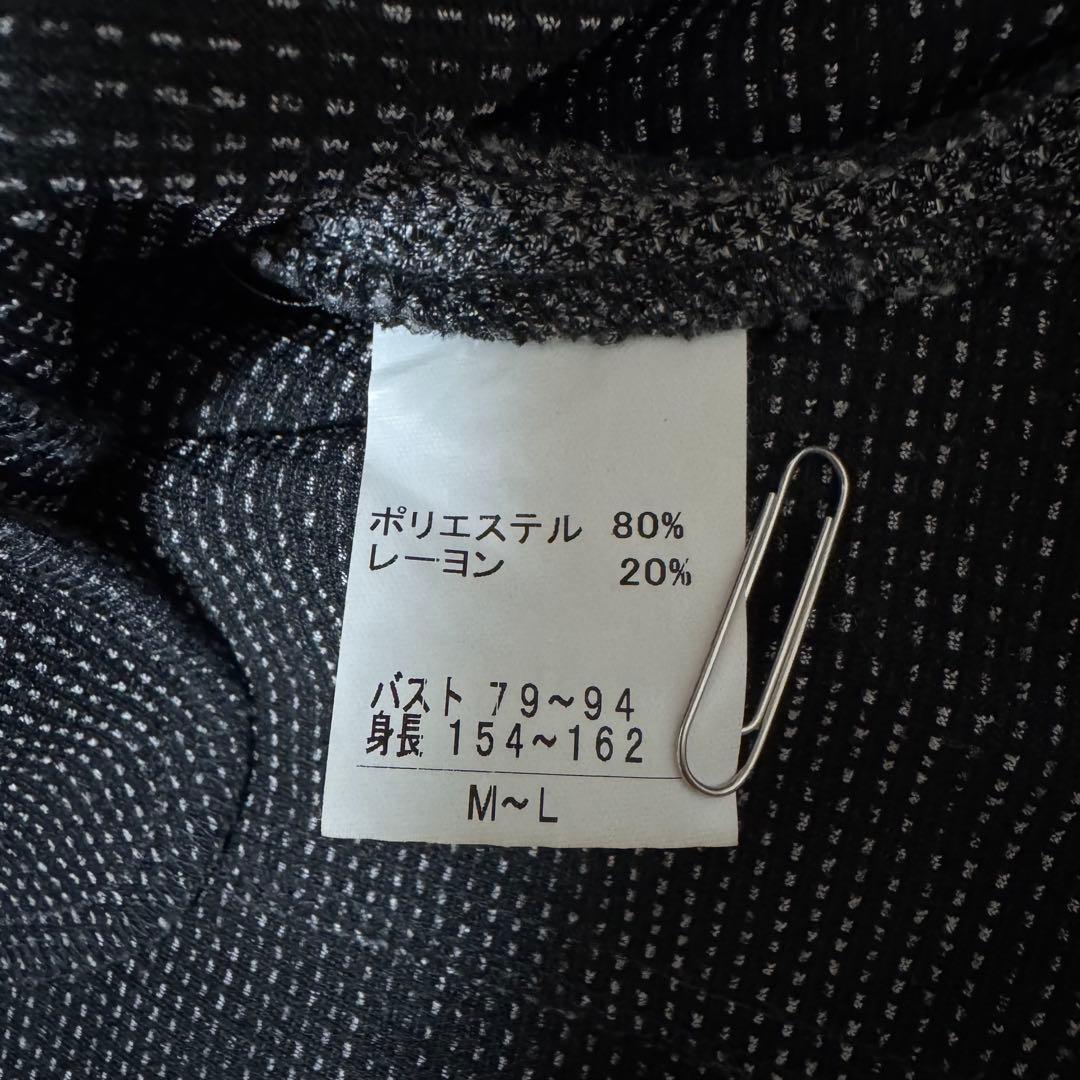 ポリエステル 80%
レーヨン 20%
バスト 79~94
身長 154~162
M~L